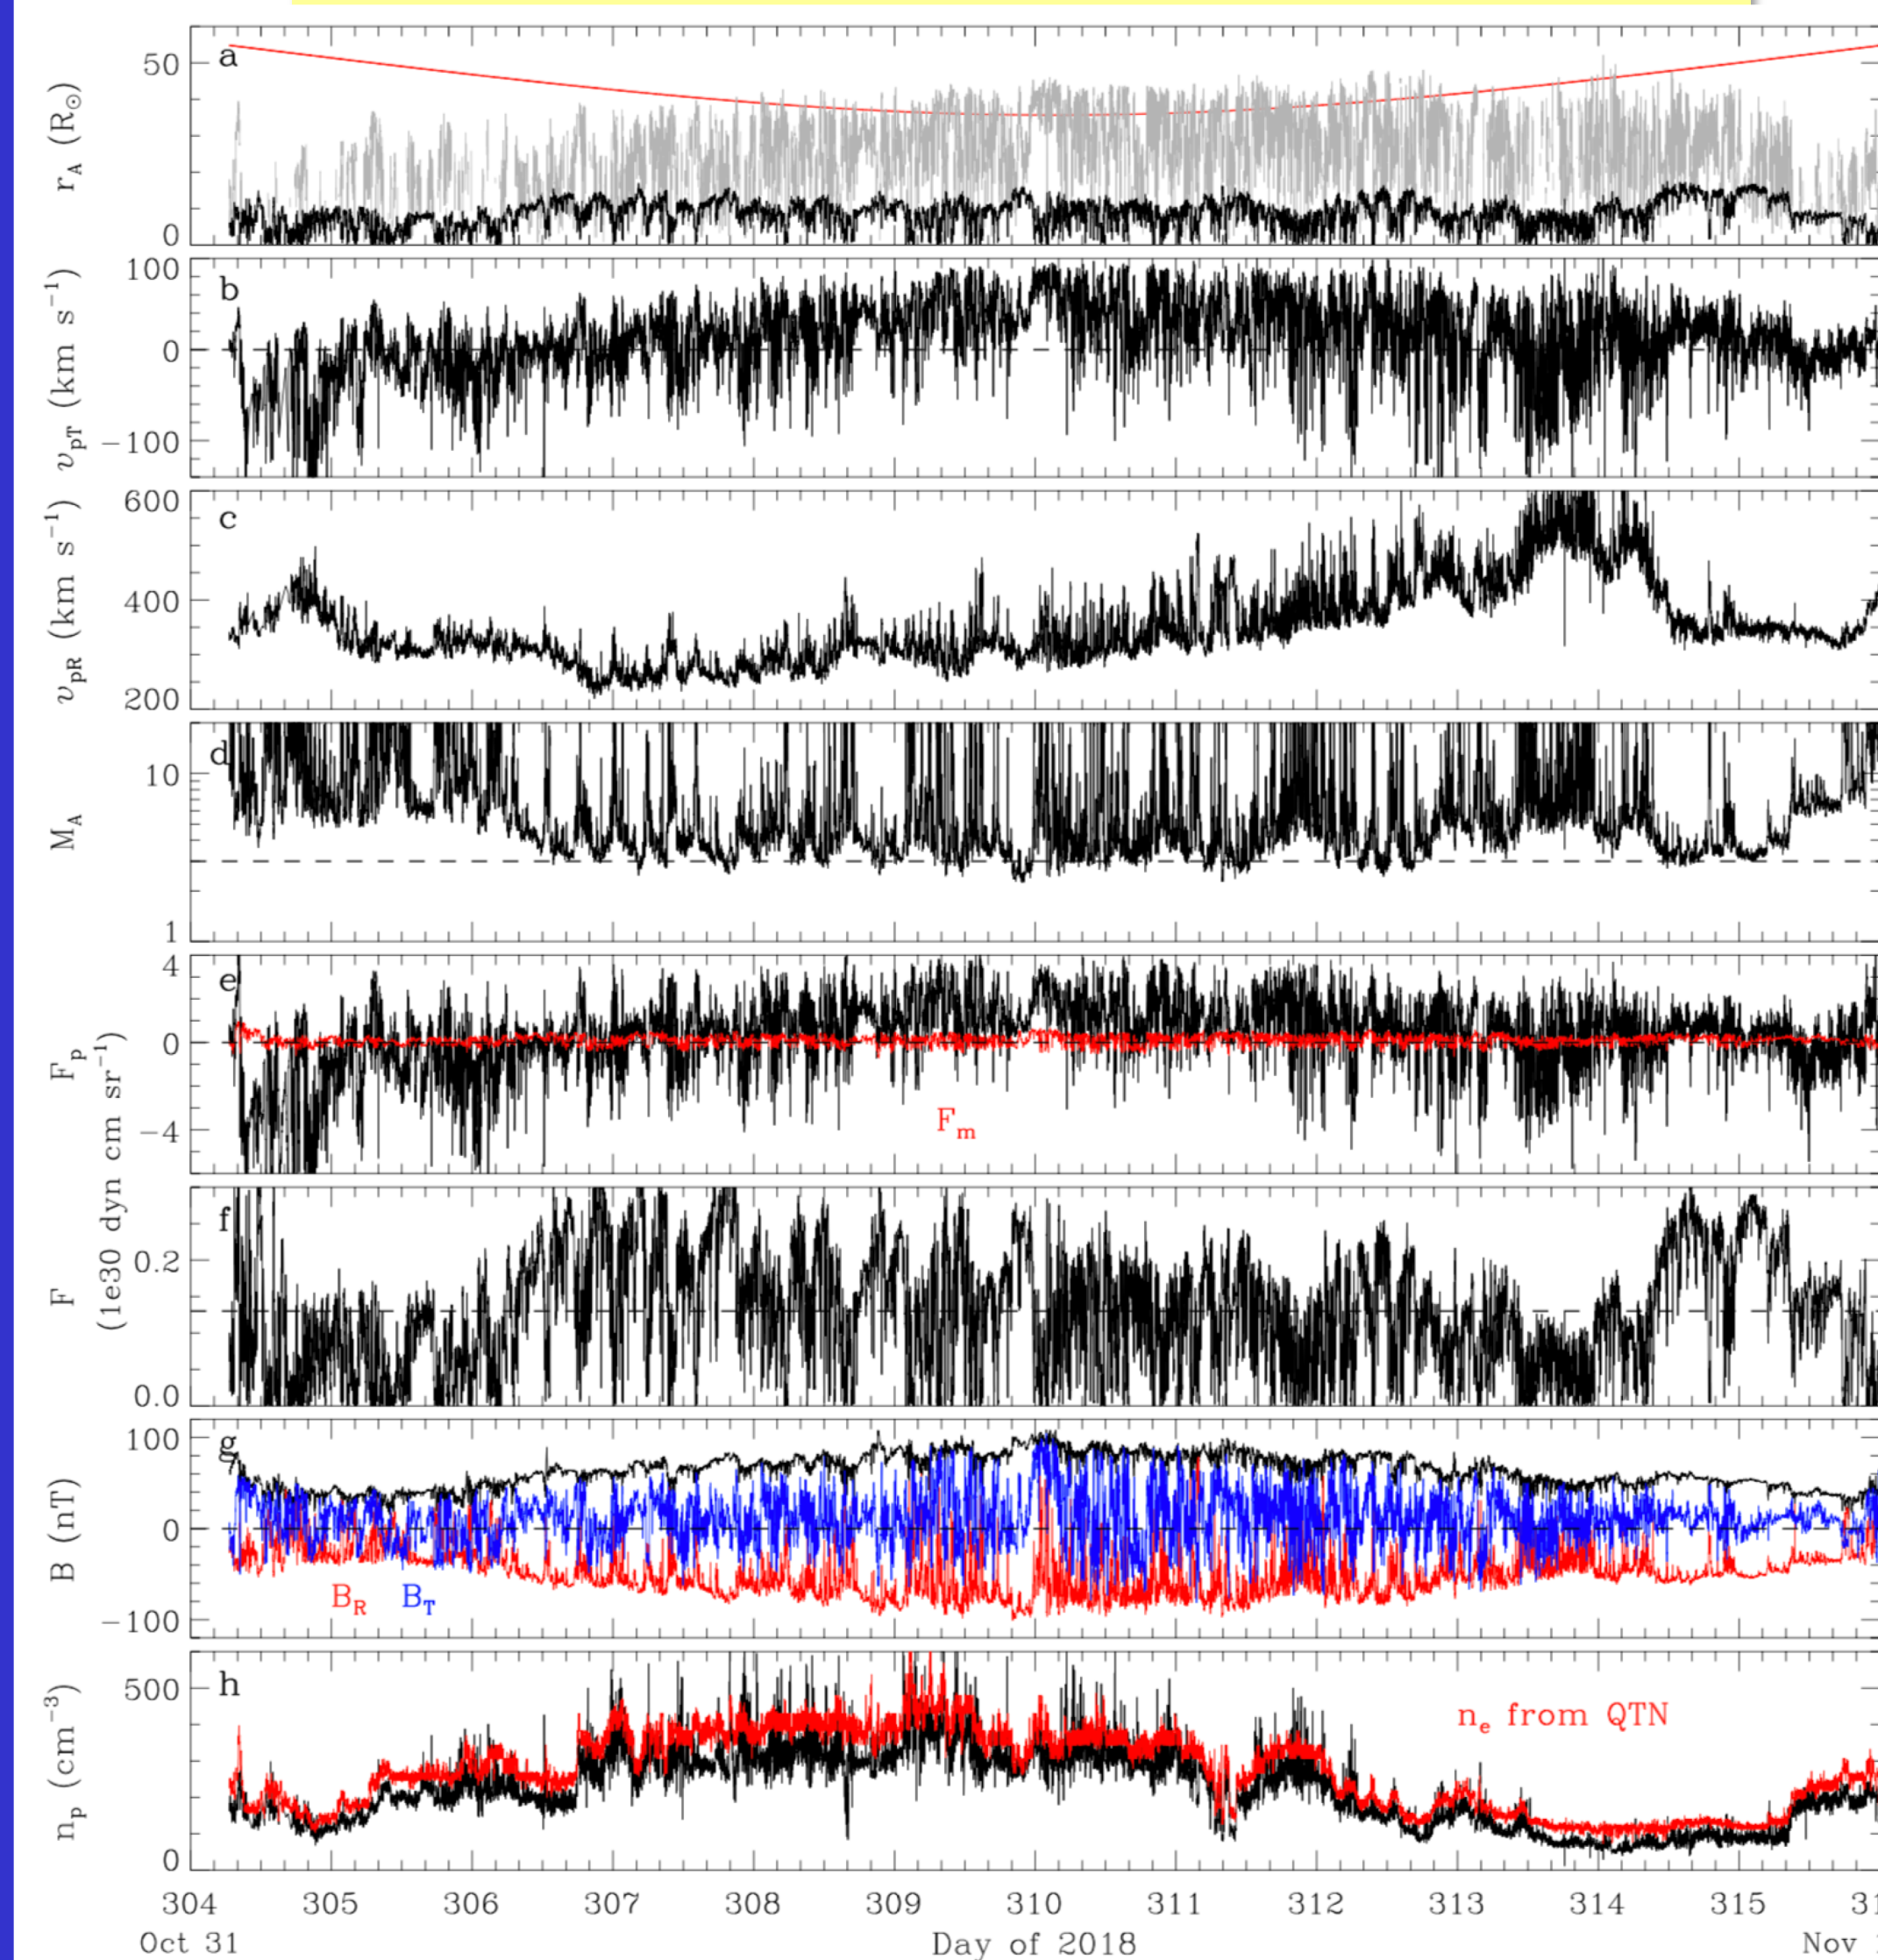 a
50
0
r_A (R_⊙)
b
100
0
−100
v_pT (km s⁻¹)
c
600
400
200
v_pR (km s⁻¹)
d
10
1
M_A
e
4
0
−4
F_p
F_m
(1e30 dyn cm sr⁻¹)
f
0.2
0.0
F
g
100
0
−100
B (nT)
B_R B_T
h
500
0
n_p (cm⁻³)
n_e from QTN
304 305 306 307 308 309 310 311 312 313 314 315 31
Oct 31 Day of 2018 Nov